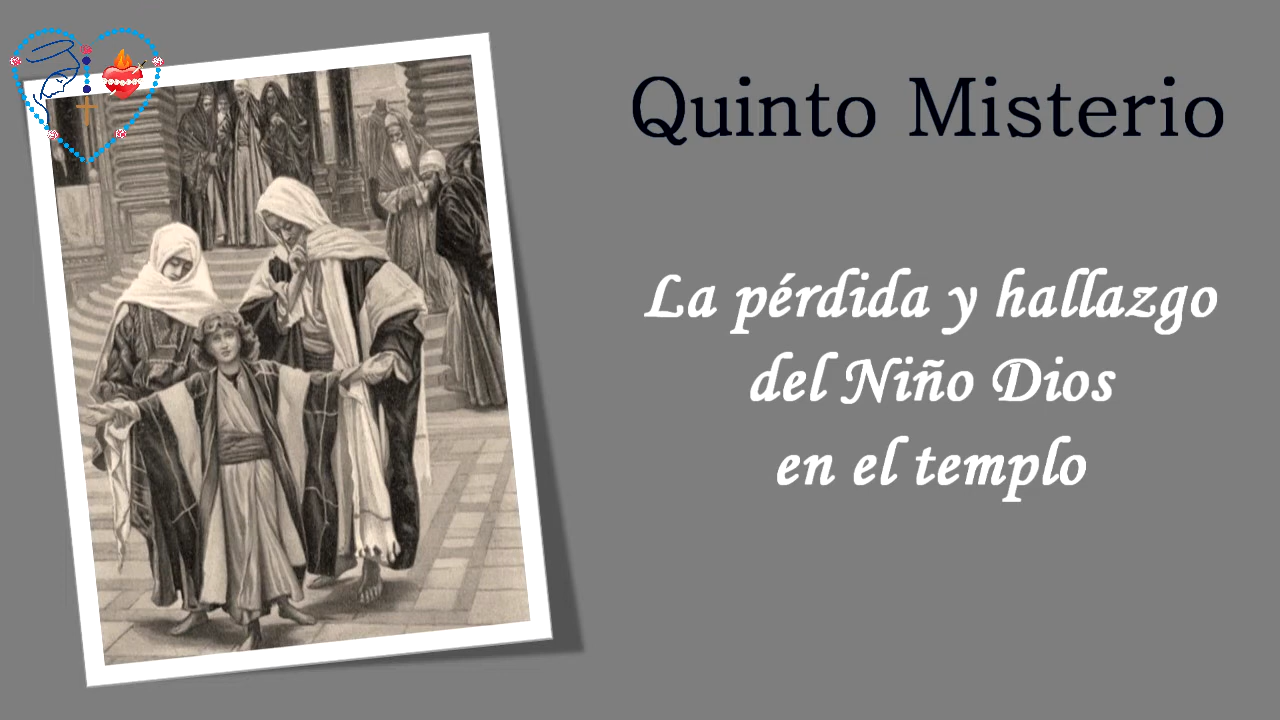 Quinto Misterio
La pérdida y hallazgo
del Niño Dios
en el templo